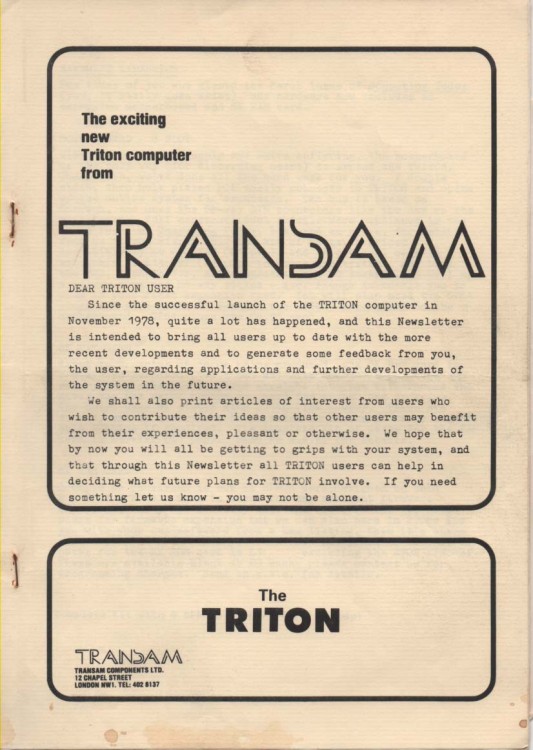 The exciting
new
Triton computer
from
TRANSAM
DEAR TRITON USER
Since the successful launch of the TRITON computer in
November 1978, quite a lot has happened, and this Newsletter
is intended to bring all users up to date with the more
recent developments and to generate some feedback from you,
the user, regarding applications and further developments of
the system in the future.
We shall also print articles of interest from users who
wish to contribute their ideas so that other users may benefit
from their experiences, pleasant or otherwise. We hope that
by now you will all be getting to grips with your system, and
that through this Newsletter all TRITON users can help in
deciding what future plans for TRITON involve. If you need
something let us know - you may not be alone.
The
TRITON
TRANSAM
TRANSAM COMPONENTS LTD.
12 CHAPEL STREET
LONDON NW1. TEL: 402 8137